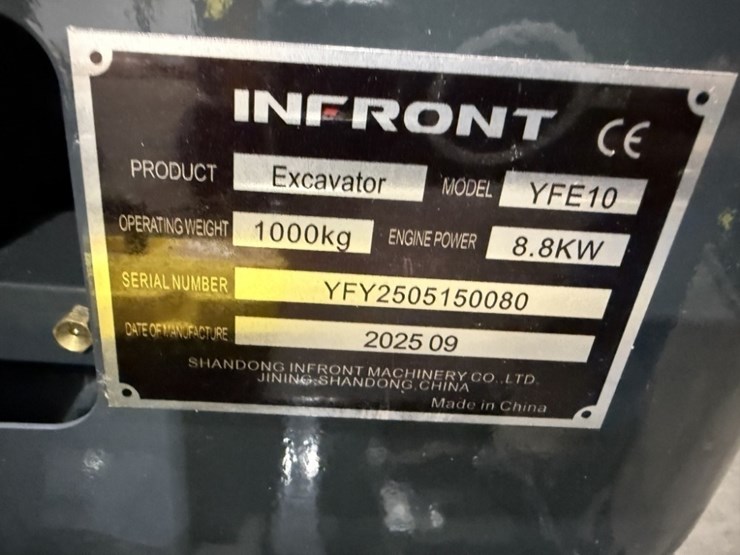 INFRONT CE
PRODUCT Excavator MODEL YFE10
OPERATING WEIGHT 1000kg ENGINE POWER 8.8KW
SERIAL NUMBER YFY2505150080
DATE OF MANUFACTURE 2025 09
SHANDONG INFRONT MACHINERY CO.,LTD.
JINING SHANDONG, CHINA
Made in China